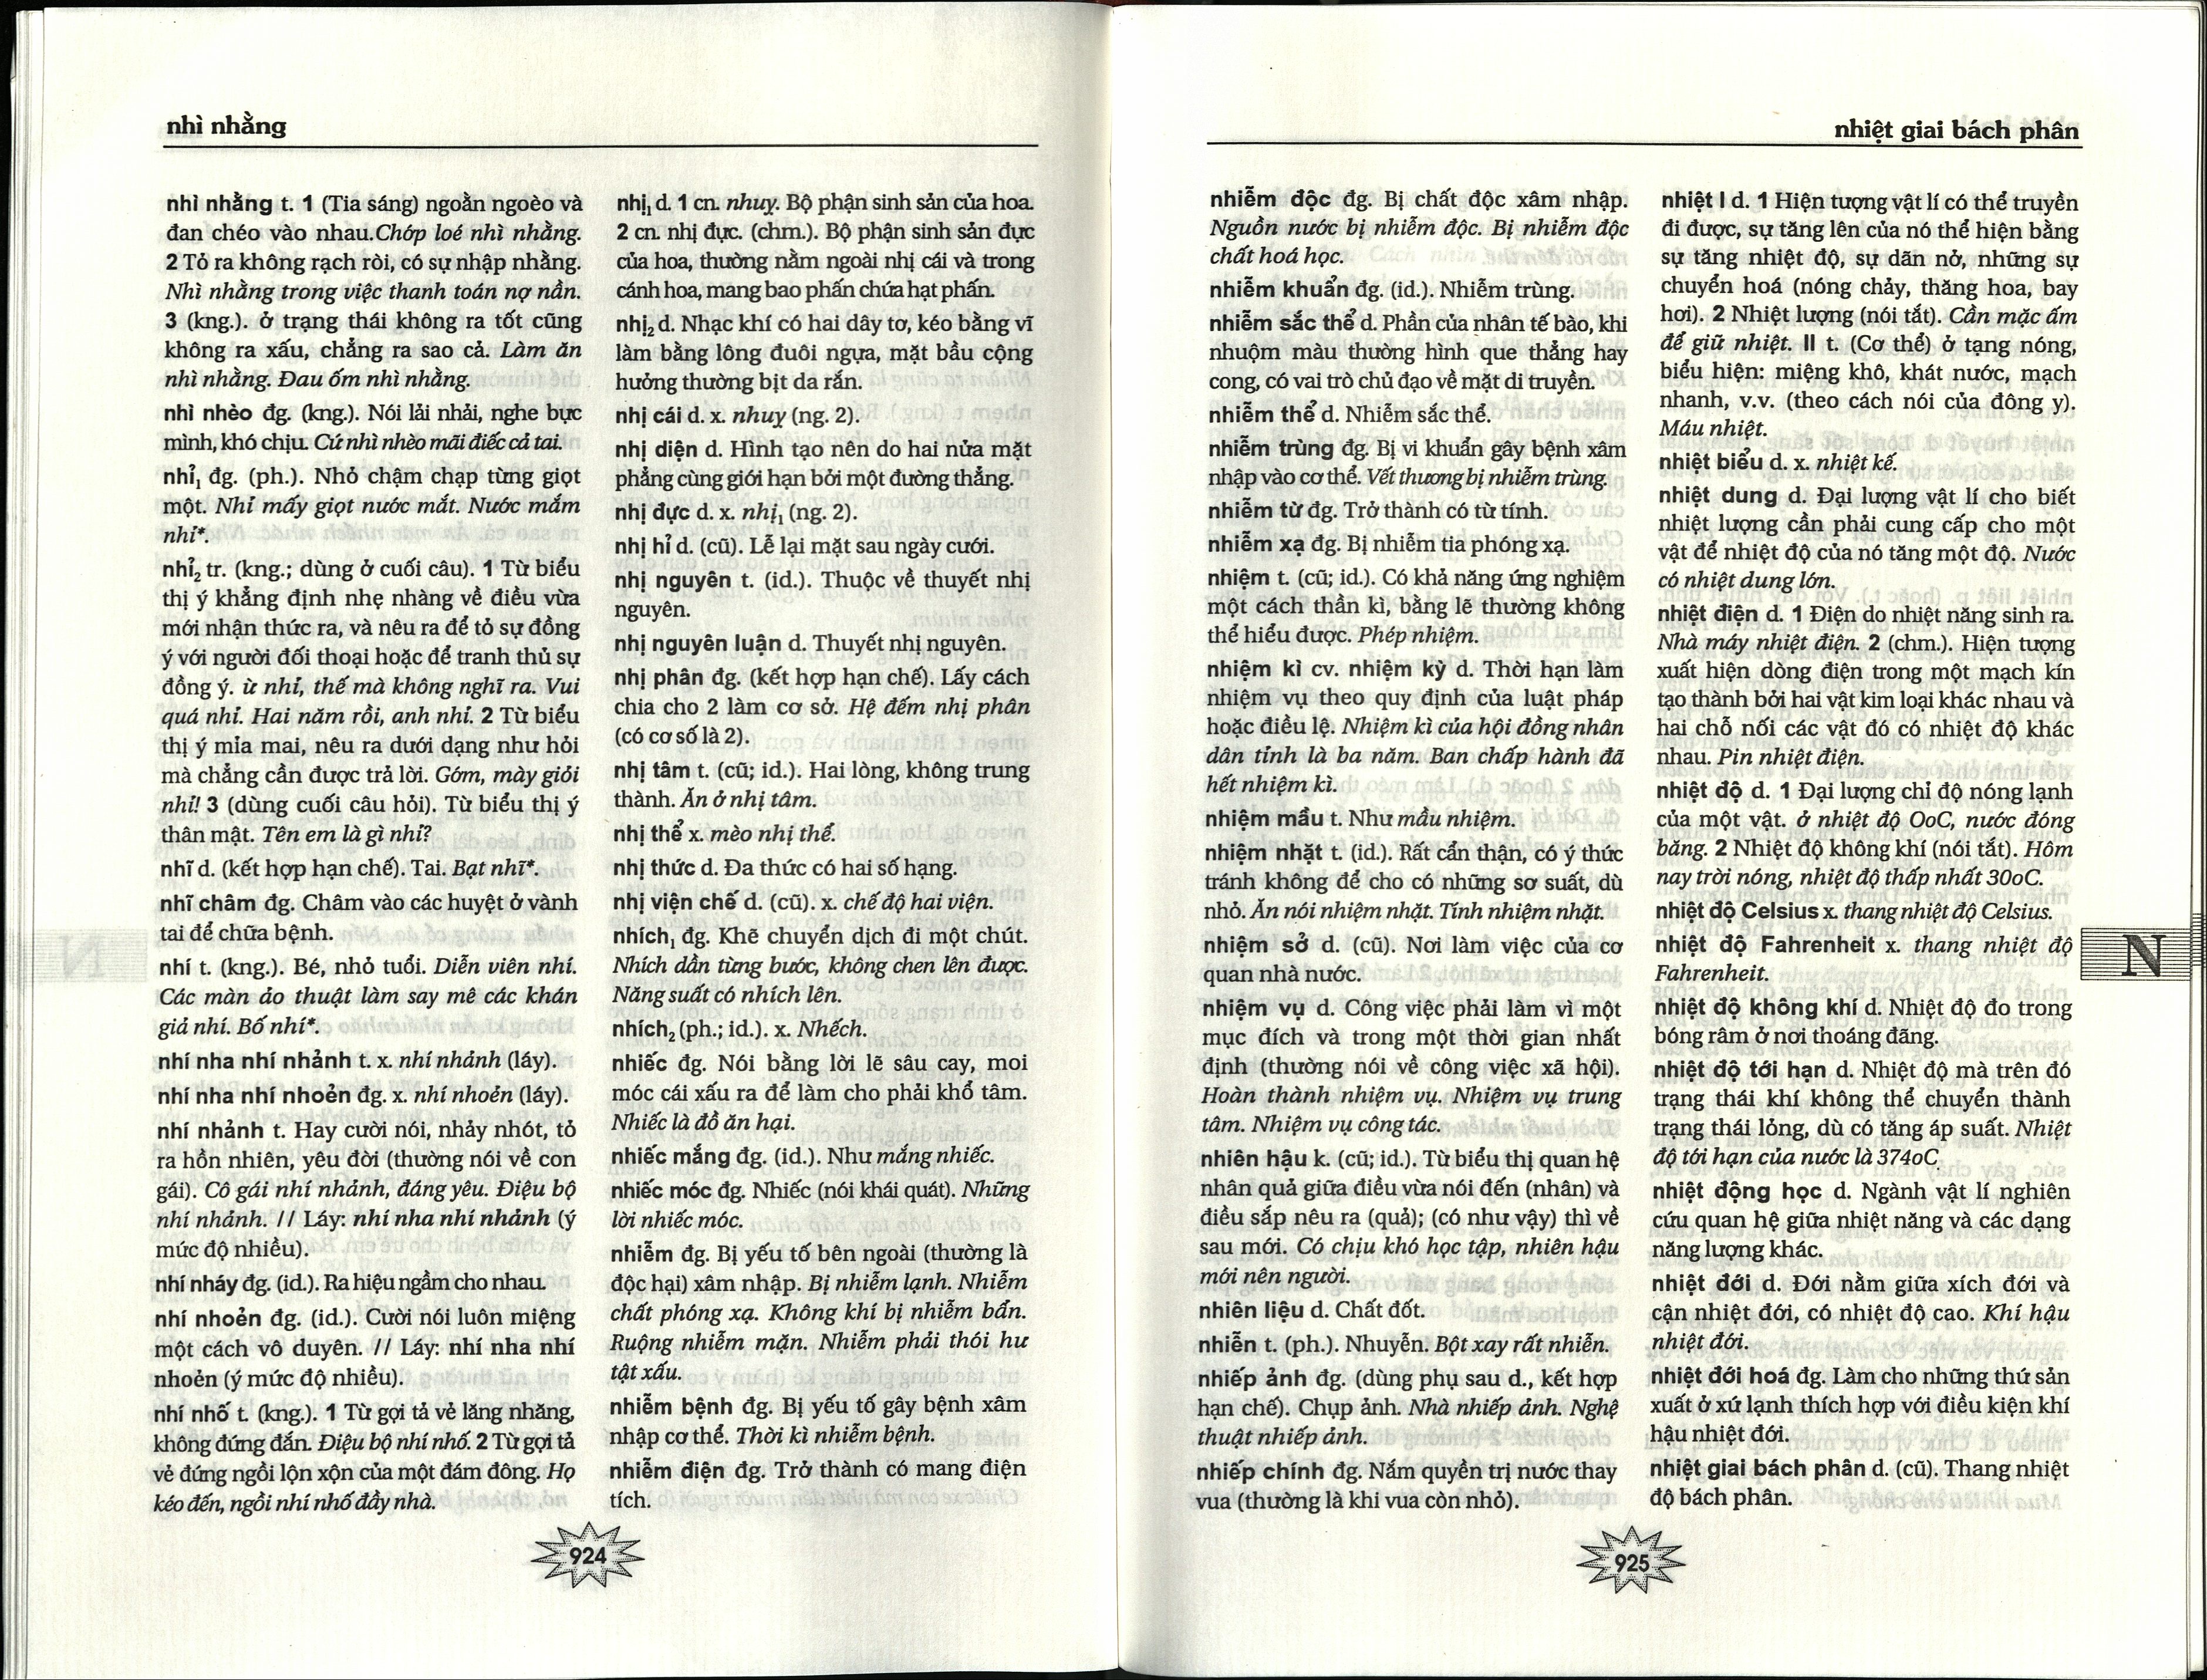 nhì nhằng
nhì nhằng t. 1 (Tia sáng) ngoằn ngoèo và
đan chéo vào nhau.Chớp loé nhì nhằng.
2 Tỏ ra không rạch ròi, có sự nhập nhằng.
Nhì nhằng trong việc thanh toán nợ nần.
3 (kng.). ở trạng thái không ra tốt cũng
không ra xấu, chẳng ra sao cả. Làm ăn
nhì nhằng. Đau ốm nhì nhằng.
nhì nhèo đg. (kng.). Nói lải nhải, nghe bực
mình, khó chịu. Cứ nhì nhèo mãi điếc cả tai.
nhỉ₁ đg. (ph.). Nhỏ chậm chạp từng giọt
một. Nhỉ mấy giọt nước mắt. Nước mắm
nhỉ*.
nhỉ₂ tr. (kng.; dùng ở cuối câu). 1 Từ biểu
thị ý khẳng định nhẹ nhàng về điều vừa
mới nhận thức ra, và nêu ra để tỏ sự đồng
ý với người đối thoại hoặc để tranh thủ sự
đồng ý. ừ nhỉ, thế mà không nghĩ ra. Vui
quá nhỉ. Hai năm rồi, anh nhỉ. 2 Từ biểu
thị ý mỉa mai, nêu ra dưới dạng như hỏi
mà chẳng cần được trả lời. Góm, mày giỏi
nhỉ! 3 (dùng cuối câu hỏi). Từ biểu thị ý
thân mật. Tên em là gì nhỉ?
nhĩ d. (kết hợp hạn chế). Tai. Bạt nhĩ*.
nhĩ châm đg. Châm vào các huyệt ở vành
tai để chữa bệnh.
nhí t. (kng.). Bé, nhỏ tuổi. Diễn viên nhí.
Các màn ảo thuật làm say mê các khán
giả nhí. Bố nhí*.
nhí nha nhí nhảnh t. x. nhí nhảnh (láy).
nhí nha nhí nhoẻn đg. x. nhí nhoẻn (láy).
nhí nhảnh t. Hay cười nói, nhảy nhót, tỏ
ra hồn nhiên, yêu đời (thường nói về con
gái). Cô gái nhí nhảnh, đáng yêu. Điệu bộ
nhí nhảnh. // Láy: nhí nha nhí nhảnh (ý
mức độ nhiều).
nhí nháy đg. (id.). Ra hiệu ngầm cho nhau.
nhí nhoẻn đg. (id.). Cười nói luôn miệng
một cách vô duyên. // Láy: nhí nha nhí
nhoẻn (ý mức độ nhiều).
nhí nhố t. (kng.). 1 Từ gợi tả vẻ lăng nhăng,
không đứng đắn. Điệu bộ nhí nhố. 2 Từ gợi tả
vẻ đứng ngồi lộn xộn của một đám đông. Họ
kéo đến, ngồi nhí nhố đầy nhà.
nhị₁ d. 1 cn. nhuỵ. Bộ phận sinh sản của hoa.
2 cn. nhị đực. (chm.). Bộ phận sinh sản đực
của hoa, thường nằm ngoài nhị cái và trong
cánh hoa, mang bao phấn chứa hạt phấn.
nhị₂ d. Nhạc khí có hai dây tơ, kéo bằng vĩ
làm bằng lông đuôi ngựa, mặt bầu cộng
hưởng thường bịt da rắn.
nhị cái d. x. nhuỵ (ng. 2).
nhị diện d. Hình tạo nên do hai nửa mặt
phẳng cùng giới hạn bởi một đường thẳng.
nhị đực d. x. nhị₁ (ng. 2).
nhị hỉ d. (cũ). Lễ lại mặt sau ngày cưới.
nhị nguyên t. (id.). Thuộc về thuyết nhị
nguyên.
nhị nguyên luận d. Thuyết nhị nguyên.
nhị phân đg. (kết hợp hạn chế). Lấy cách
chia cho 2 làm cơ sở. Hệ đếm nhị phân
(có cơ số là 2).
nhị tâm t. (cũ; id.). Hai lòng, không trung
thành. Ăn ở nhị tâm.
nhị thể x. mèo nhị thể.
nhị thức d. Đa thức có hai số hạng.
nhị viện chế d. (cũ). x. chế độ hai viện.
nhích₁ đg. Khẽ chuyển dịch đi một chút.
Nhích dần từng bước, không chen lên được.
Năng suất có nhích lên.
nhích₂ (ph.; id.). x. Nhếch.
nhiếc đg. Nói bằng lời lẽ sâu cay, moi
móc cái xấu ra để làm cho phải khổ tâm.
Nhiếc là đồ ăn hại.
nhiếc mắng đg. (id.). Như mắng nhiếc.
nhiếc móc đg. Nhiếc (nói khái quát). Những
lời nhiếc móc.
nhiễm đg. Bị yếu tố bên ngoài (thường là
độc hại) xâm nhập. Bị nhiễm lạnh. Nhiễm
chất phóng xạ. Không khí bị nhiễm bẩn.
Ruộng nhiễm mặn. Nhiễm phải thói hư
tật xấu.
nhiễm bệnh đg. Bị yếu tố gây bệnh xâm
nhập cơ thể. Thời kì nhiễm bệnh.
nhiễm điện đg. Trở thành có mang điện
tích.
924
nhiệt giai bách phân
nhiễm độc đg. Bị chất độc xâm nhập.
Nguồn nước bị nhiễm độc. Bị nhiễm độc
chất hoá học.
nhiễm khuẩn đg. (id.). Nhiễm trùng.
nhiễm sắc thể d. Phần của nhân tế bào, khi
nhuộm màu thường hình que thẳng hay
cong, có vai trò chủ đạo về mặt di truyền.
nhiễm thể d. Nhiễm sắc thể.
nhiễm trùng đg. Bị vi khuẩn gây bệnh xâm
nhập vào cơ thể. Vết thương bị nhiễm trùng.
nhiễm từ đg. Trở thành có từ tính.
nhiễm xạ đg. Bị nhiễm tia phóng xạ.
nhiệm t. (cũ; id.). Có khả năng ứng nghiệm
một cách thần kì, bằng lẽ thường không
thể hiểu được. Phép nhiệm.
nhiệm kì cv. nhiệm kỳ d. Thời hạn làm
nhiệm vụ theo quy định của luật pháp
hoặc điều lệ. Nhiệm kì của hội đồng nhân
dân tỉnh là ba năm. Ban chấp hành đã
hết nhiệm kì.
nhiệm mầu t. Như mầu nhiệm.
nhiệm nhặt t. (id.). Rất cẩn thận, có ý thức
tránh không để cho có những sơ suất, dù
nhỏ. Ăn nói nhiệm nhặt. Tính nhiệm nhặt.
nhiệm sở d. (cũ). Nơi làm việc của cơ
quan nhà nước.
nhiệm vụ d. Công việc phải làm vì một
mục đích và trong một thời gian nhất
định (thường nói về công việc xã hội).
Hoàn thành nhiệm vụ. Nhiệm vụ trung
tâm. Nhiệm vụ công tác.
nhiên hậu k. (cũ; id.). Từ biểu thị quan hệ
nhân quả giữa điều vừa nói đến (nhân) và
điều sắp nêu ra (quả); (có như vậy) thì về
sau mới. Có chịu khó học tập, nhiên hậu
mới nên người.
nhiên liệu d. Chất đốt.
nhiễn t. (ph.). Nhuyễn. Bột xay rất nhiễn.
nhiếp ảnh đg. (dùng phụ sau d., kết hợp
hạn chế). Chụp ảnh. Nhà nhiếp ảnh. Nghệ
thuật nhiếp ảnh.
nhiếp chính đg. Nắm quyền trị nước thay
vua (thường là khi vua còn nhỏ).
nhiệt I d. 1 Hiện tượng vật lí có thể truyền
đi được, sự tăng lên của nó thể hiện bằng
sự tăng nhiệt độ, sự dãn nở, những sự
chuyển hoá (nóng chảy, thăng hoa, bay
hơi). 2 Nhiệt lượng (nói tắt). Cần mặc ấm
để giữ nhiệt. II t. (Cơ thể) ở tạng nóng,
biểu hiện: miệng khô, khát nước, mạch
nhanh, v.v. (theo cách nói của đông y).
Máu nhiệt.
nhiệt biểu d. x. nhiệt kế.
nhiệt dung d. Đại lượng vật lí cho biết
nhiệt lượng cần phải cung cấp cho một
vật để nhiệt độ của nó tăng một độ. Nước
có nhiệt dung lớn.
nhiệt điện d. 1 Điện do nhiệt năng sinh ra.
Nhà máy nhiệt điện. 2 (chm.). Hiện tượng
xuất hiện dòng điện trong một mạch kín
tạo thành bởi hai vật kim loại khác nhau và
hai chỗ nối các vật đó có nhiệt độ khác
nhau. Pin nhiệt điện.
nhiệt độ d. 1 Đại lượng chỉ độ nóng lạnh
của một vật. ở nhiệt độ OoC, nước đóng
băng. 2 Nhiệt độ không khí (nói tắt). Hôm
nay trời nóng, nhiệt độ thấp nhất 30oC.
nhiệt độ Celsius x. thang nhiệt độ Celsius.
nhiệt độ Fahrenheit x. thang nhiệt độ
Fahrenheit.
nhiệt độ không khí d. Nhiệt độ đo trong
bóng râm ở nơi thoáng đãng.
nhiệt độ tới hạn d. Nhiệt độ mà trên đó
trạng thái khí không thể chuyển thành
trạng thái lỏng, dù có tăng áp suất. Nhiệt
độ tới hạn của nước là 374oC.
nhiệt động học d. Ngành vật lí nghiên
cứu quan hệ giữa nhiệt năng và các dạng
năng lượng khác.
nhiệt đới d. Đới nằm giữa xích đới và
cận nhiệt đới, có nhiệt độ cao. Khí hậu
nhiệt đới.
nhiệt đới hoá đg. Làm cho những thứ sản
xuất ở xứ lạnh thích hợp với điều kiện khí
hậu nhiệt đới.
nhiệt giai bách phân d. (cũ). Thang nhiệt
độ bách phân.
N
925